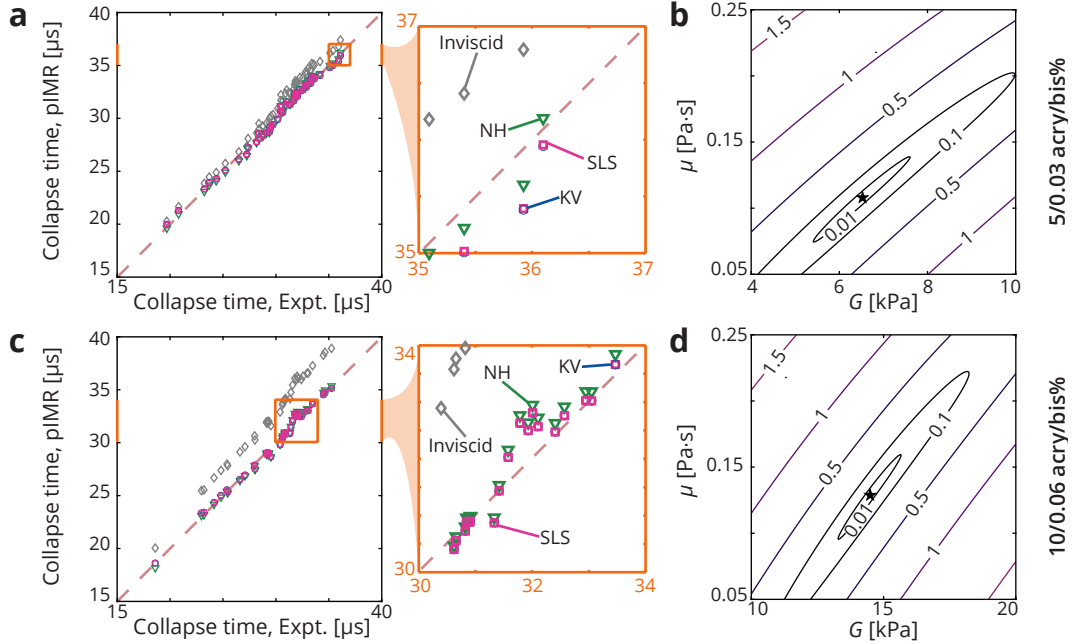 a
Collapse time, pIMR [µs]
40
35
30
25
20
15
15
40
Collapse time, Expt. [µs]
37
35
35
36
37
Inviscid
NH
SLS
KV
b
µ [Pa·s]
0.25
0.15
0.05
4
6
8
10
G [kPa]
1.5
1
0.5
0.1
0.01
0.5
1
5/0.03 acry/bis%
c
Collapse time, pIMR [µs]
40
35
30
25
20
15
15
40
Collapse time, Expt. [µs]
34
30
30
32
34
NH
KV
Inviscid
SLS
d
µ [Pa·s]
0.25
0.15
0.05
10
15
20
G [kPa]
1.5
1
0.5
0.1
0.01
0.5
1
10/0.06 acry/bis%